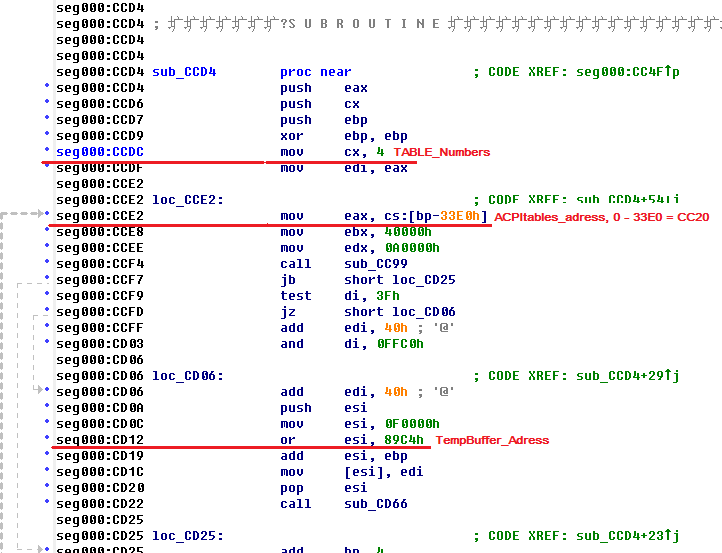 seg000:CCD4
seg000:CCD4 ; ?S U B R O U T I N E
seg000:CCD4
seg000:CCD4
seg000:CCD4 sub_CCD4 proc near ; CODE XREF: seg000:CC4F↑p
seg000:CCD4 push eax
seg000:CCD6 push cx
seg000:CCD7 push ebp
seg000:CCD9 xor ebp, ebp
seg000:CCDC mov cx, 4 TABLE_Numbers
seg000:CCDF mov edi, eax
seg000:CCE2
seg000:CCE2 loc_CCE2: ; CODE XREF: sub_CCD4+54↓j
seg000:CCE2 mov eax, cs:[bp-33E0h] ACPItables_adress, 0 - 33E0 = CC20
seg000:CCE8 mov ebx, 40000h
seg000:CCEE mov edx, 0A0000h
seg000:CCF4 call sub_CC99
seg000:CCF7 jb short loc_CD25
seg000:CCF9 test di, 3Fh
seg000:CCFD jz short loc_CD06
seg000:CCFF add edi, 40h ; '@'
seg000:CD03 and di, 0FFC0h
seg000:CD06
seg000:CD06 loc_CD06: ; CODE XREF: sub_CCD4+29↑j
seg000:CD06 add edi, 40h ; '@'
seg000:CD0A push esi
seg000:CD0C mov esi, 0F0000h
seg000:CD12 or esi, 89C4h TempBuffer_Adress
seg000:CD19 add esi, ebp
seg000:CD1C mov [esi], edi
seg000:CD20 pop esi
seg000:CD22 call sub_CD66
seg000:CD25
seg000:CD25 loc_CD25: ; CODE XREF: sub_CCD4+23↑j
seg000:CD25 add bp, 4